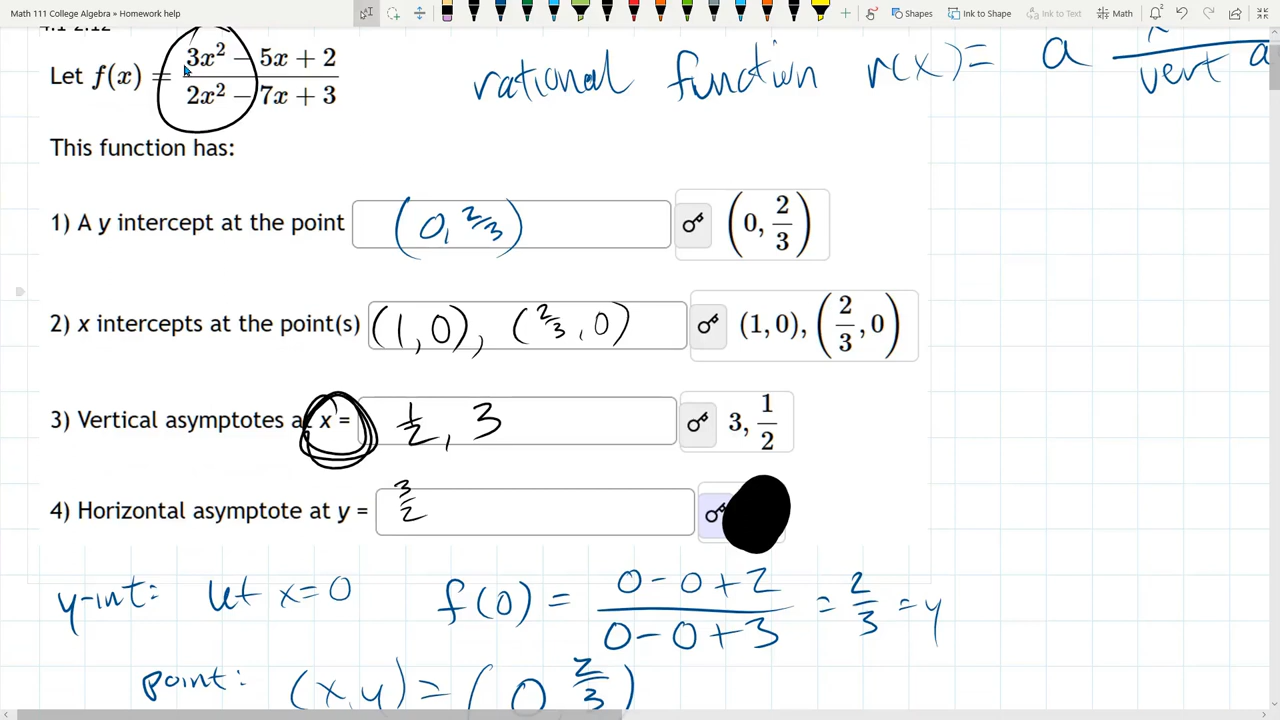 Math 111 College Algebra » Homework help
Shapes Ink to Shape Ink to Text Math
Let f(x) = (3x² − 5x + 2)/(2x² − 7x + 3)
rational function r(x) = a
vert a
This function has:
1) A y intercept at the point (0, 2/3) (0, 2/3)
2) x intercepts at the point(s) (1, 0), (2/3, 0) (1, 0), (2/3, 0)
3) Vertical asymptotes at x = 1/2, 3 3, 1/2
4) Horizontal asymptote at y = 3/2
y-int: let x=0 f(0) = (0-0+2)/(0-0+3) = 2/3 = y
point: (x,y) = (0 2/3)